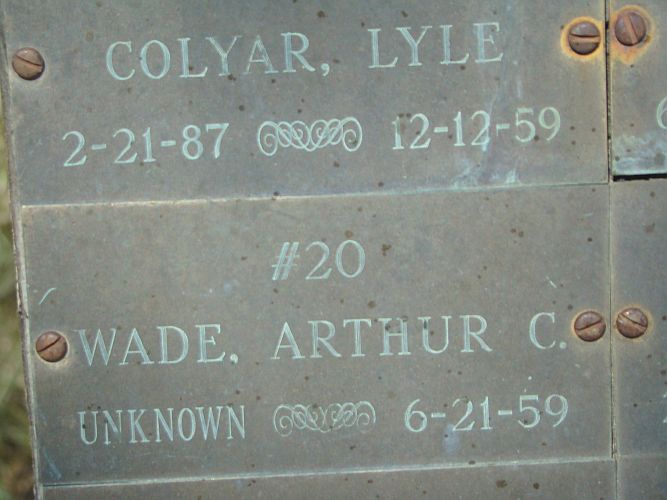 COLYAR, LYLE
2-21-87 12-12-59
#20
WADE, ARTHUR C.
UNKNOWN 6-21-59